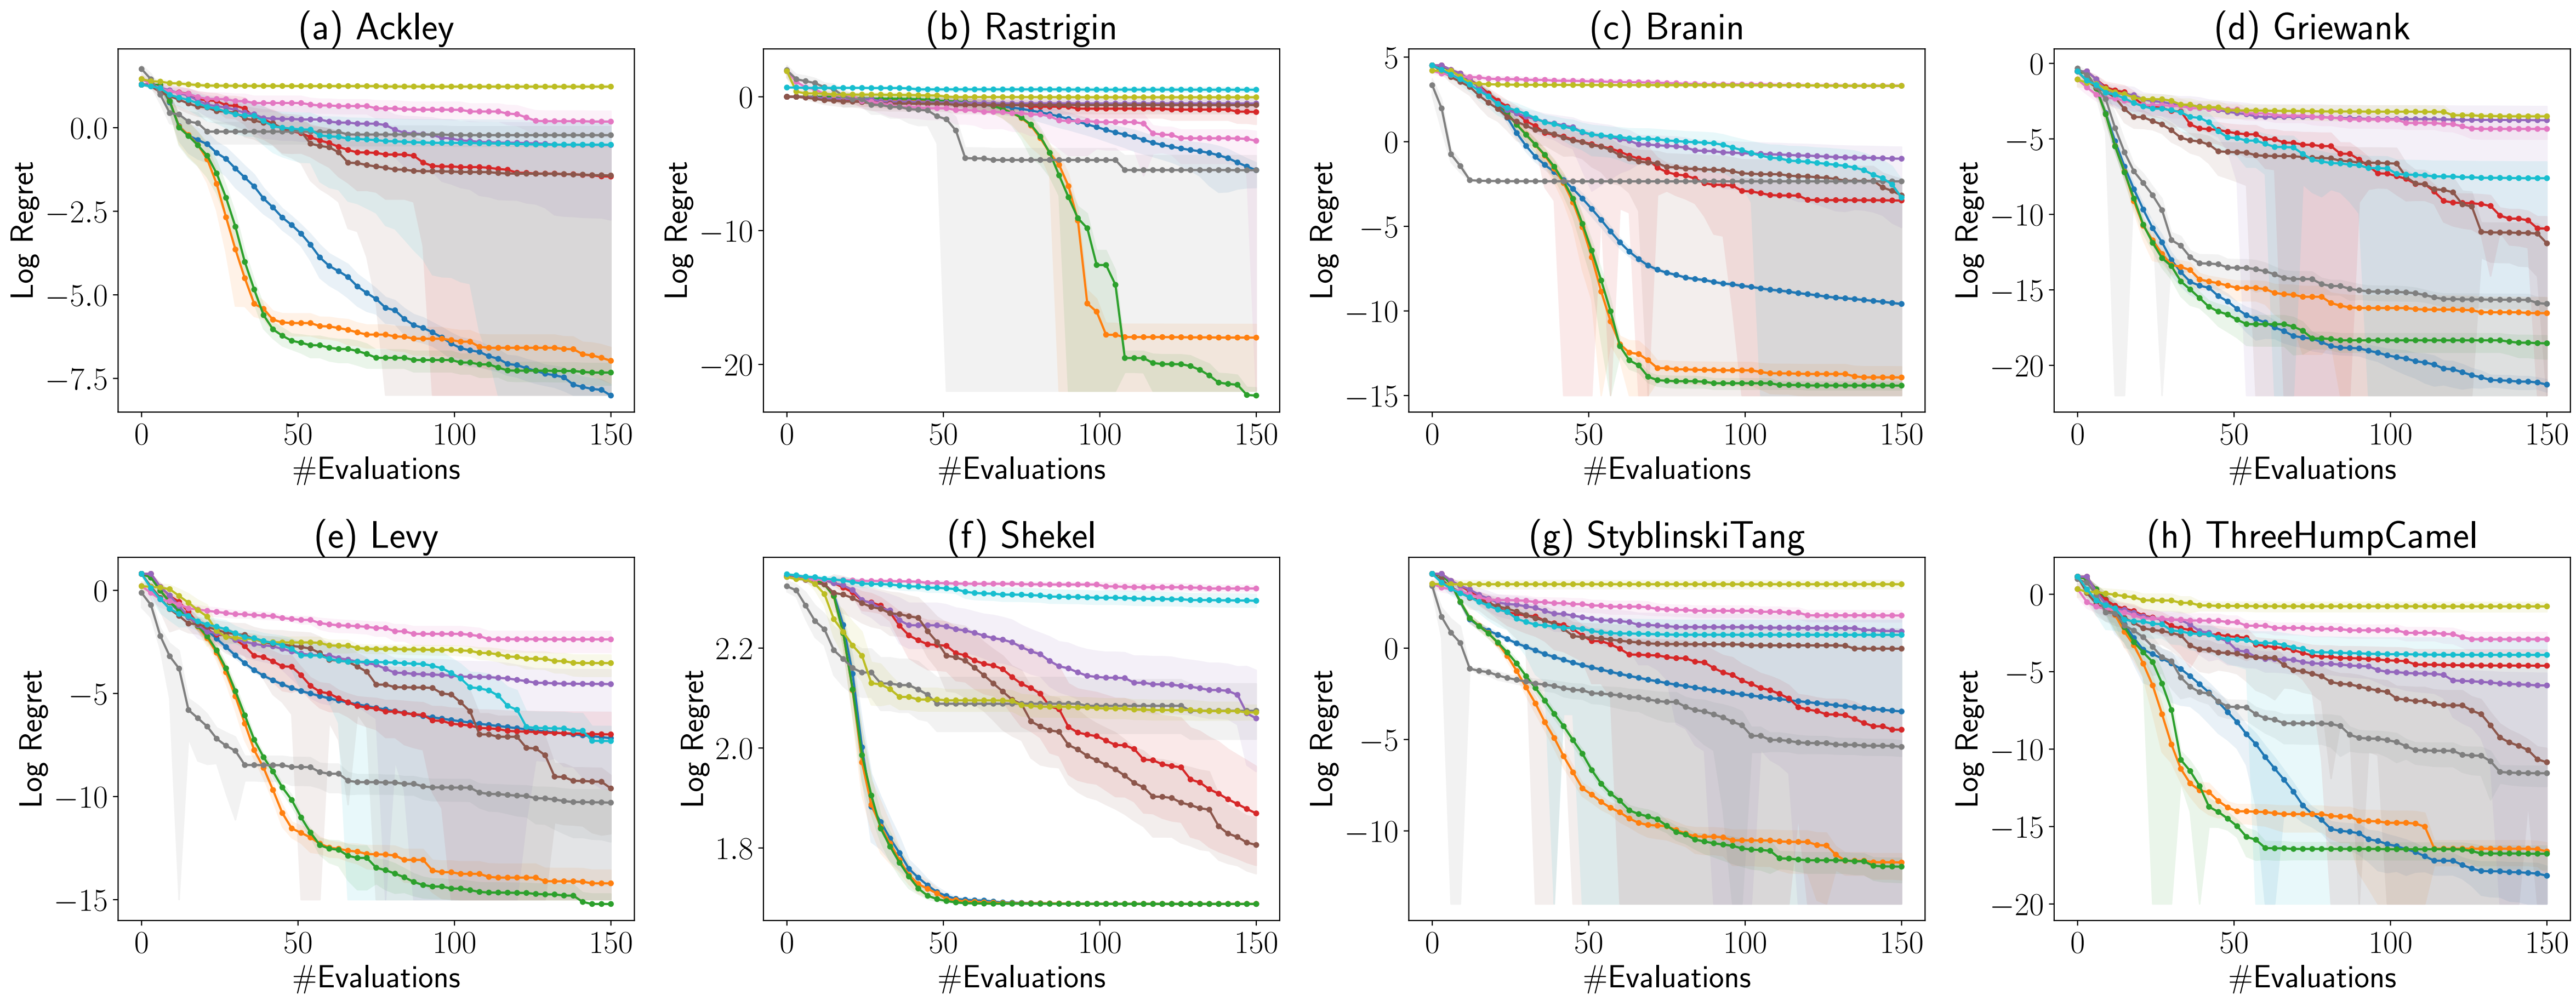 (a) Ackley
Log Regret
0.0
−2.5
−5.0
−7.5
0 50 100 150
#Evaluations
(b) Rastrigin
Log Regret
0
−10
−20
0 50 100 150
#Evaluations
(c) Branin
Log Regret
5
0
−5
−10
−15
0 50 100 150
#Evaluations
(d) Griewank
Log Regret
0
−5
−10
−15
−20
0 50 100 150
#Evaluations
(e) Levy
Log Regret
0
−5
−10
−15
0 50 100 150
#Evaluations
(f) Shekel
Log Regret
2.2
2.0
1.8
0 50 100 150
#Evaluations
(g) StyblinskiTang
Log Regret
0
−5
−10
0 50 100 150
#Evaluations
(h) ThreeHumpCamel
Log Regret
0
−5
−10
−15
−20
0 50 100 150
#Evaluations